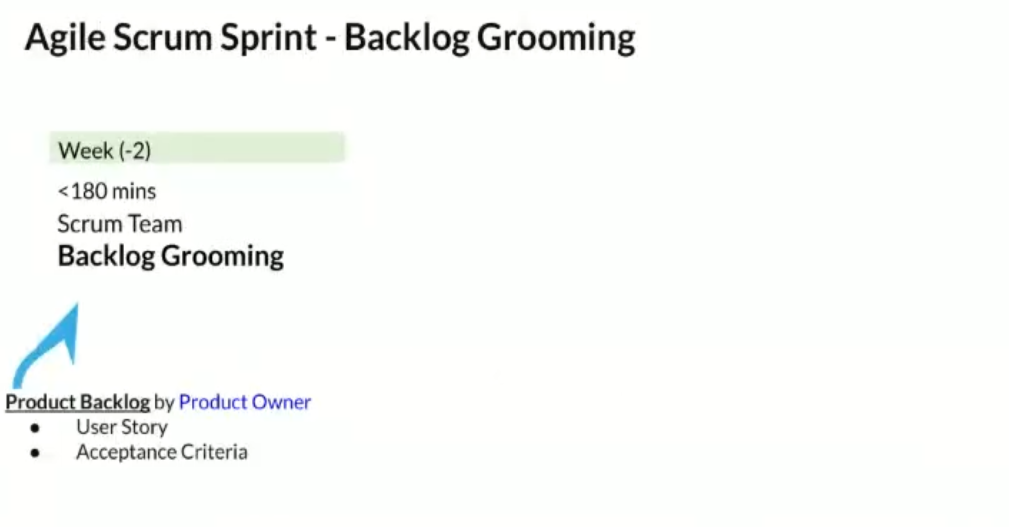 Agile Scrum Sprint - Backlog Grooming
Week (-2)
<180 mins
Scrum Team
Backlog Grooming
Product Backlog by Product Owner
● User Story
● Acceptance Criteria